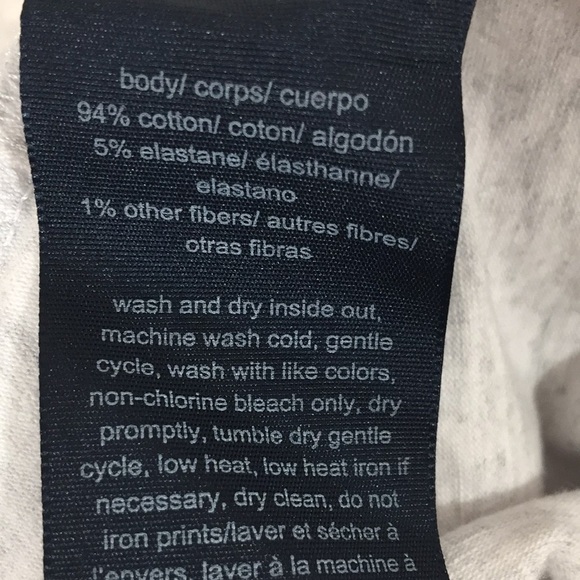 body/ corps/ cuerpo
94% cotton/ coton/ algodón
5% elastane/ élasthanne/
elastano
1% other fibers/ autres fibres/
otras fibras
wash and dry inside out,
machine wash cold, gentle
cycle, wash with like colors,
non-chlorine bleach only, dry
promptly, tumble dry gentle
cycle, low heat, low heat iron if
necessary, dry clean, do not
iron prints/laver et sécher à
l'envers, laver à la machine à